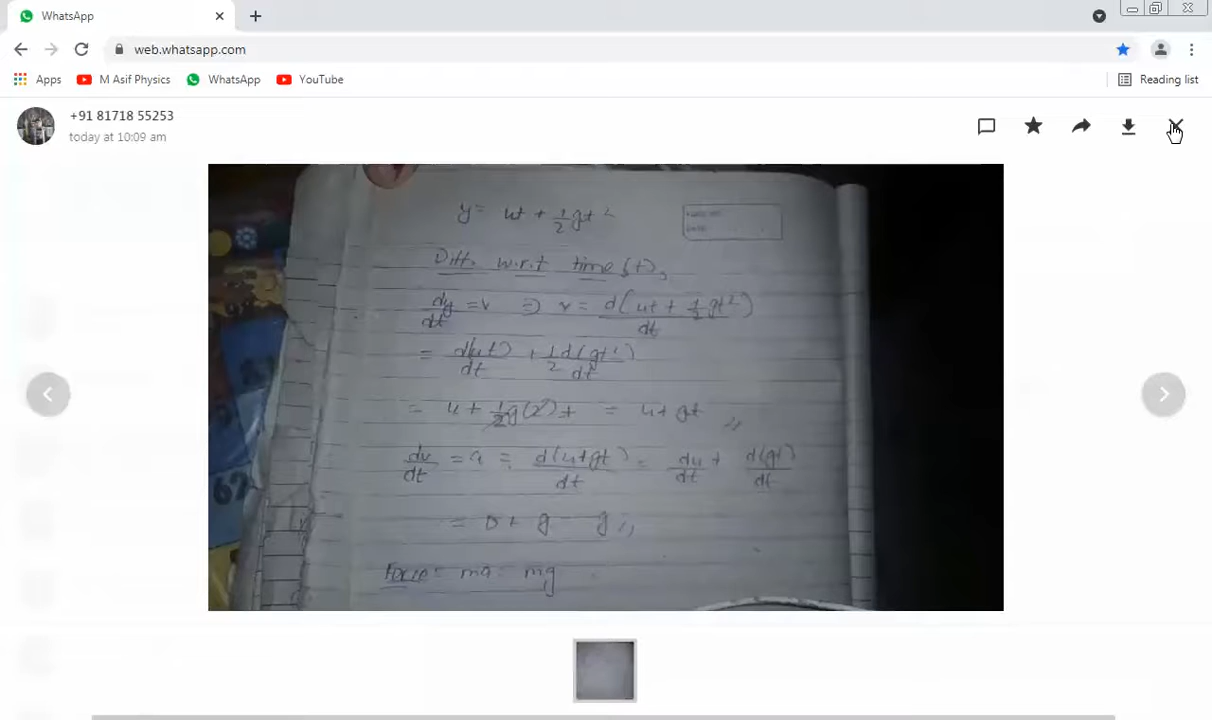 WhatsApp
web.whatsapp.com
Apps M Asif Physics WhatsApp YouTube Reading list
+91 81718 55253
today at 10:09 am
y = ut + 1/2 gt²
Diff. w.r.t time (t),
dy/dt = v ⇒ v = d(ut + 1/2 gt²)/dt
= d(ut)/dt + 1/2 d(gt²)/dt
= u + 1/2 g(2)t = u+gt //
dv/dt = a = d(u+gt)/dt = du/dt + d(gt)/dt
= 0 + g = g //
Force = ma = mg
62